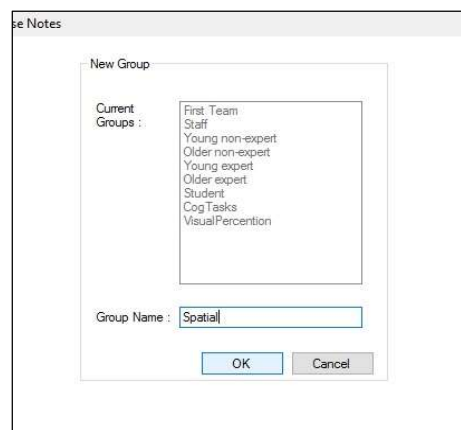 se Notes
New Group
Current
Groups :
First Team
Staff
Young non-expert
Older non-expert
Young expert
Older expert
Student
CogTasks
VisualPercention
Group Name :
Spatial
OK
Cancel